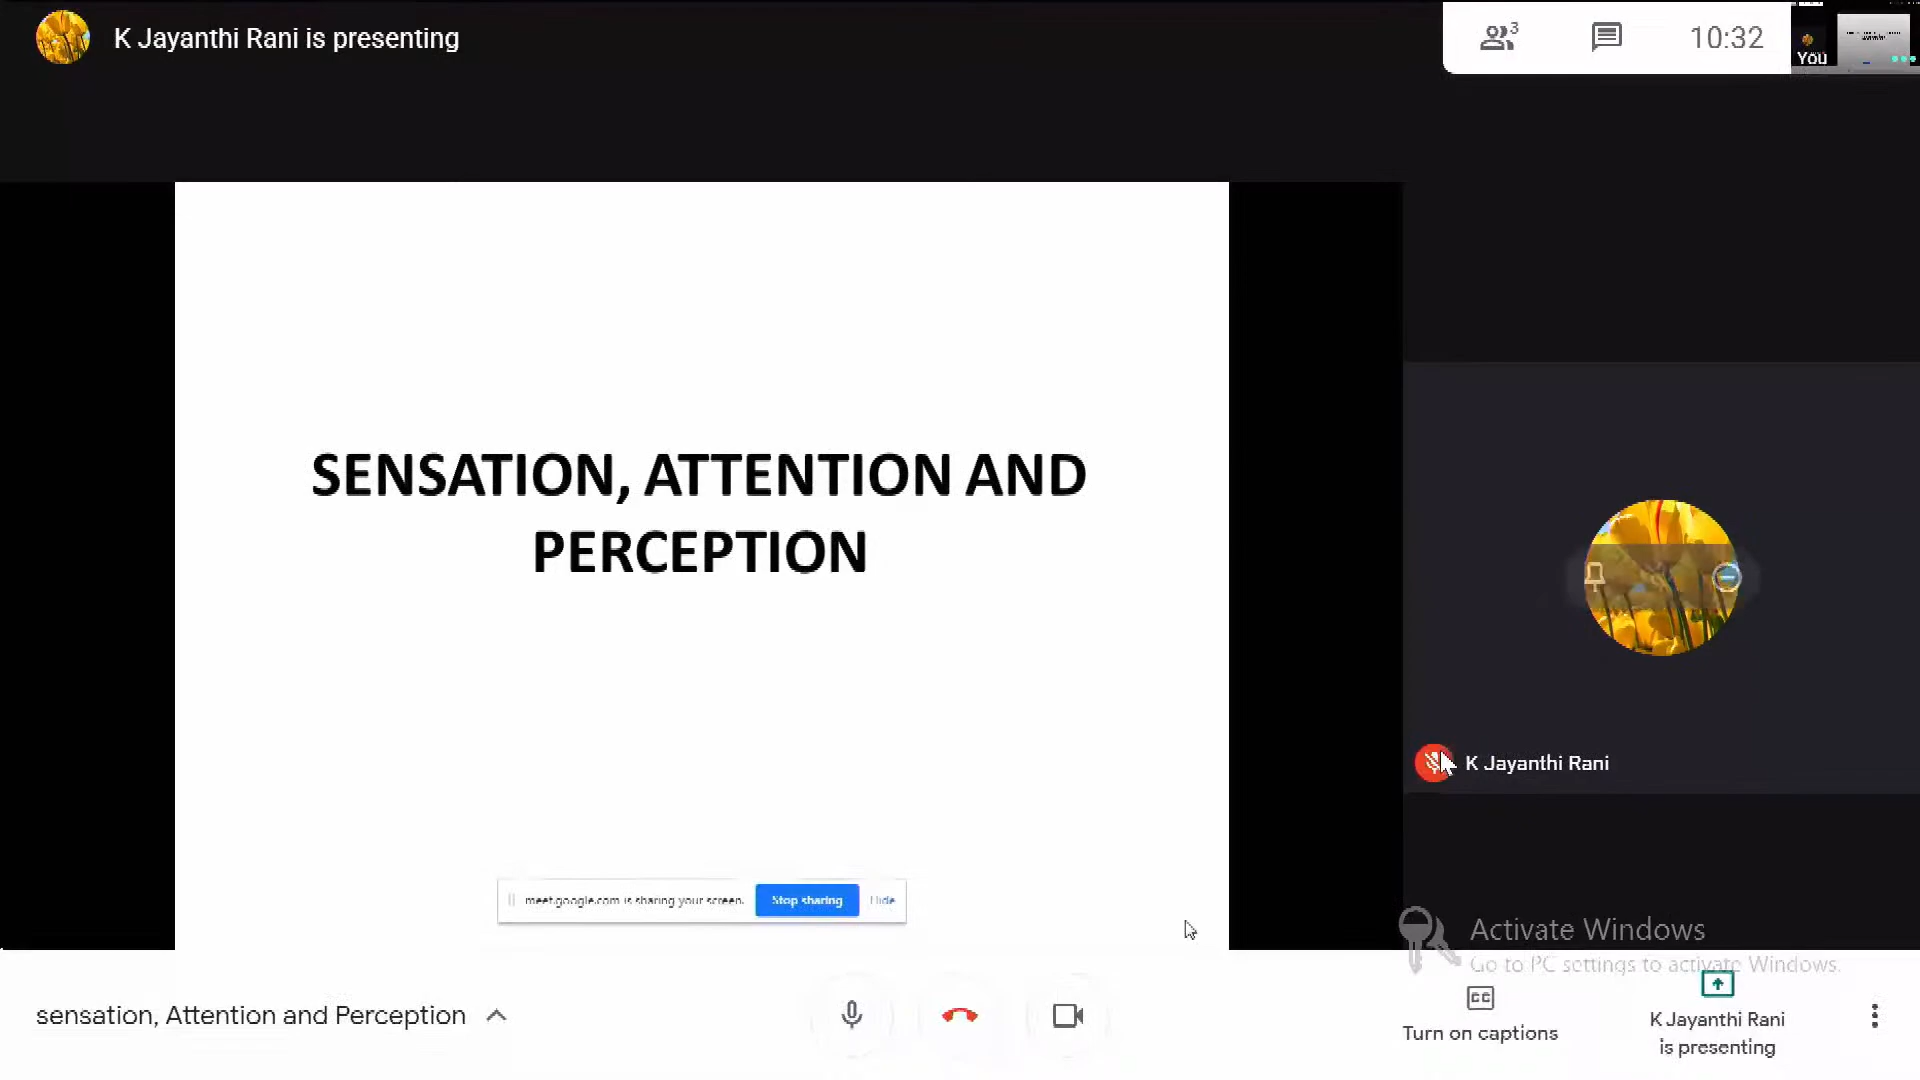 K Jayanthi Rani is presenting
3
10:32
You
SENSATION, ATTENTION AND
PERCEPTION
K Jayanthi Rani
meet.google.com is sharing your screen.
Stop sharing
Hide
Activate Windows
Go to PC settings to activate Windows.
sensation, Attention and Perception
CC
Turn on captions
K Jayanthi Rani
is presenting